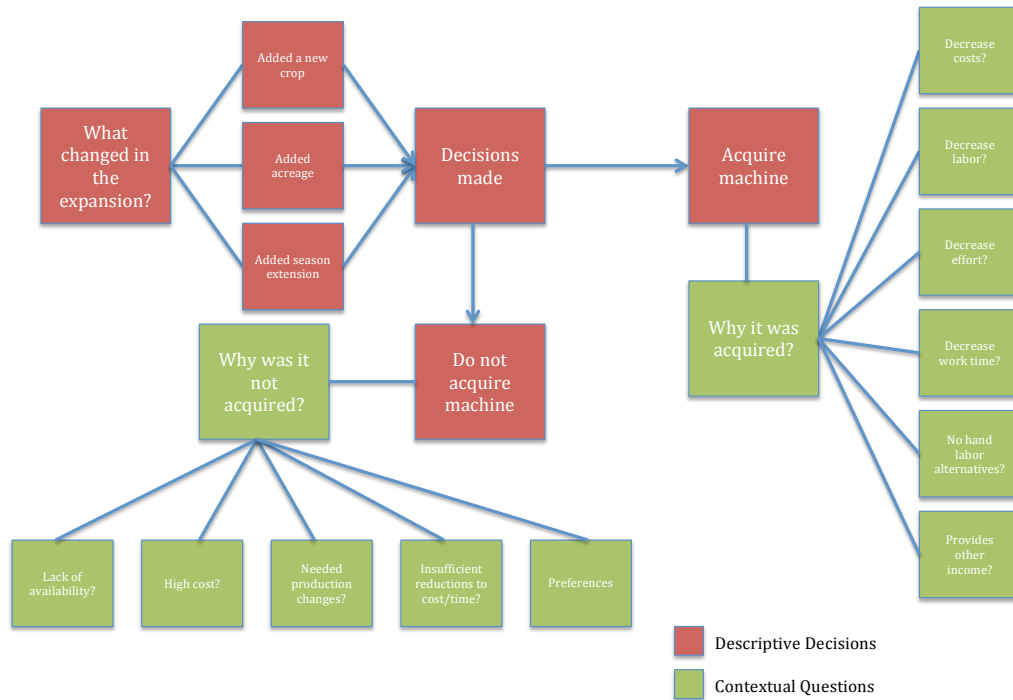 What
changed in
the
expansion?
Added a new
crop
Added
acreage
Added season
extension
Decisions
made
Acquire
machine
Do not
acquire
machine
Why was it
not
acquired?
Lack of
availability?
High cost?
Needed
production
changes?
Insufficient
reductions to
cost/time?
Preferences
Why it was
acquired?
Decrease
costs?
Decrease
labor?
Decrease
effort?
Decrease
work time?
No hand
labor
alternatives?
Provides
other
income?
Descriptive Decisions
Contextual Questions